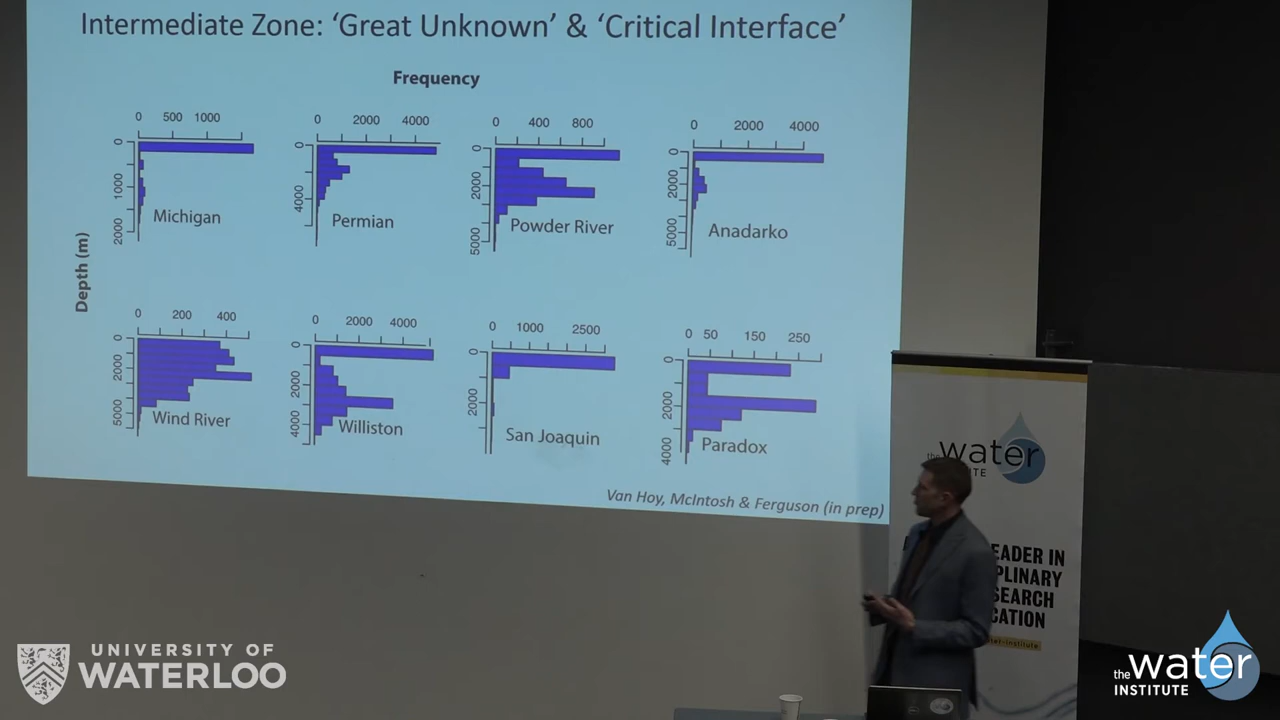 Intermediate Zone: ‘Great Unknown’ & ‘Critical Interface’
Frequency
0 500 1000
0 2000 4000
0 400 800
0 2000 4000
0 1000 2000
0 4000
0 2000 5000
0 2000 5000
Michigan
Permian
Powder River
Anadarko
Depth (m)
0 200 400
0 2000 4000
0 1000 2500
0 50 150 250
0 2000 5000
0 2000 4000
0 2000
0 2000 4000
Wind River
Williston
San Joaquin
Paradox
Van Hoy, McIntosh & Ferguson (in prep)
the water
ITE
EADER IN
PLINARY
SEARCH
CATION
UNIVERSITY OF
WATERLOO
the water
INSTITUTE